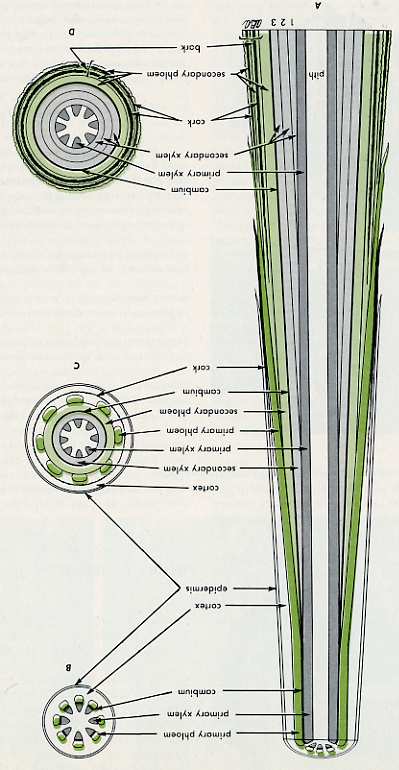 primary phloem
primary xylem
cambium
B
cortex
epidermis
cortex
C
secondary xylem
primary xylem
primary phloem
secondary phloem
cambium
cork
cambium
primary xylem
secondary xylem
cork
secondary phloem
bark
pith
3 2 1
D
A